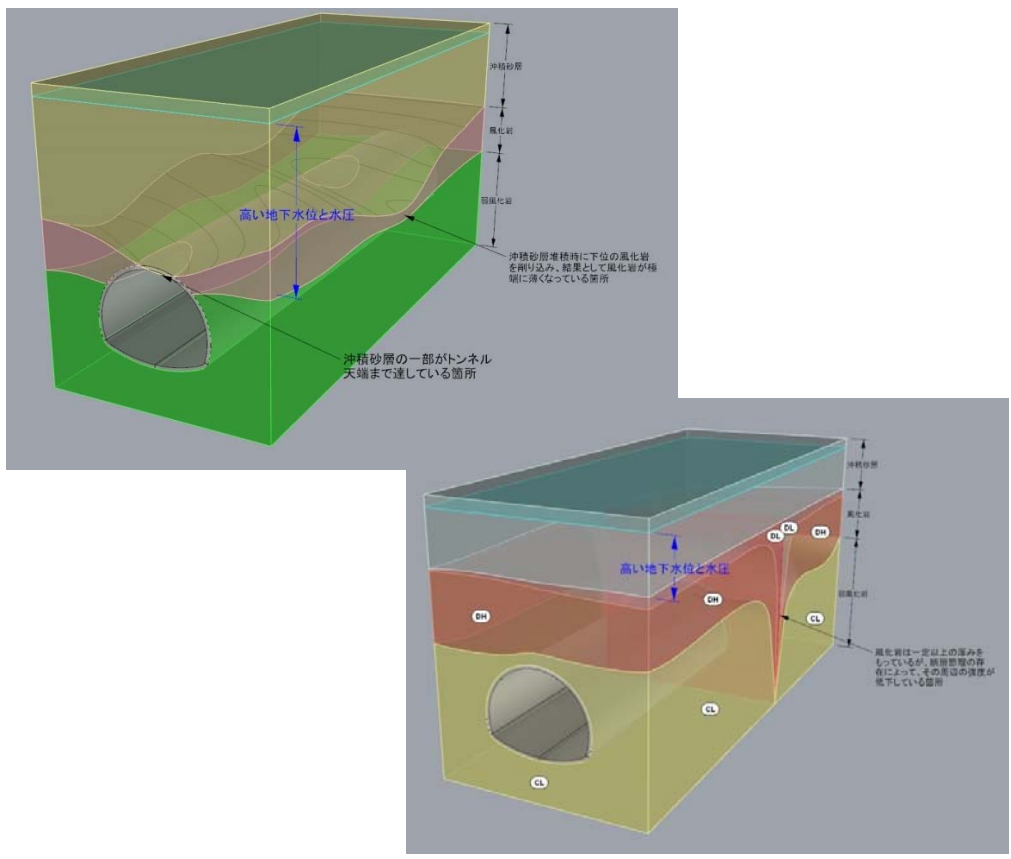 沖積砂層
風化岩
弱風化岩
高い地下水位と水圧
沖積砂層堆積時に下位の風化岩
を削り込み、結果として風化岩が極
端に薄くなっている箇所
沖積砂層の一部がトンネル
天端まで達している箇所
沖積砂層
風化岩
弱風化岩
DL
DL
DH
高い地下水位と水圧
DH
DH
CL
風化岩は一定以上の厚みを
もっているが、断層節理の存
在によって、その周辺の強度が
低下している箇所
CL
CL